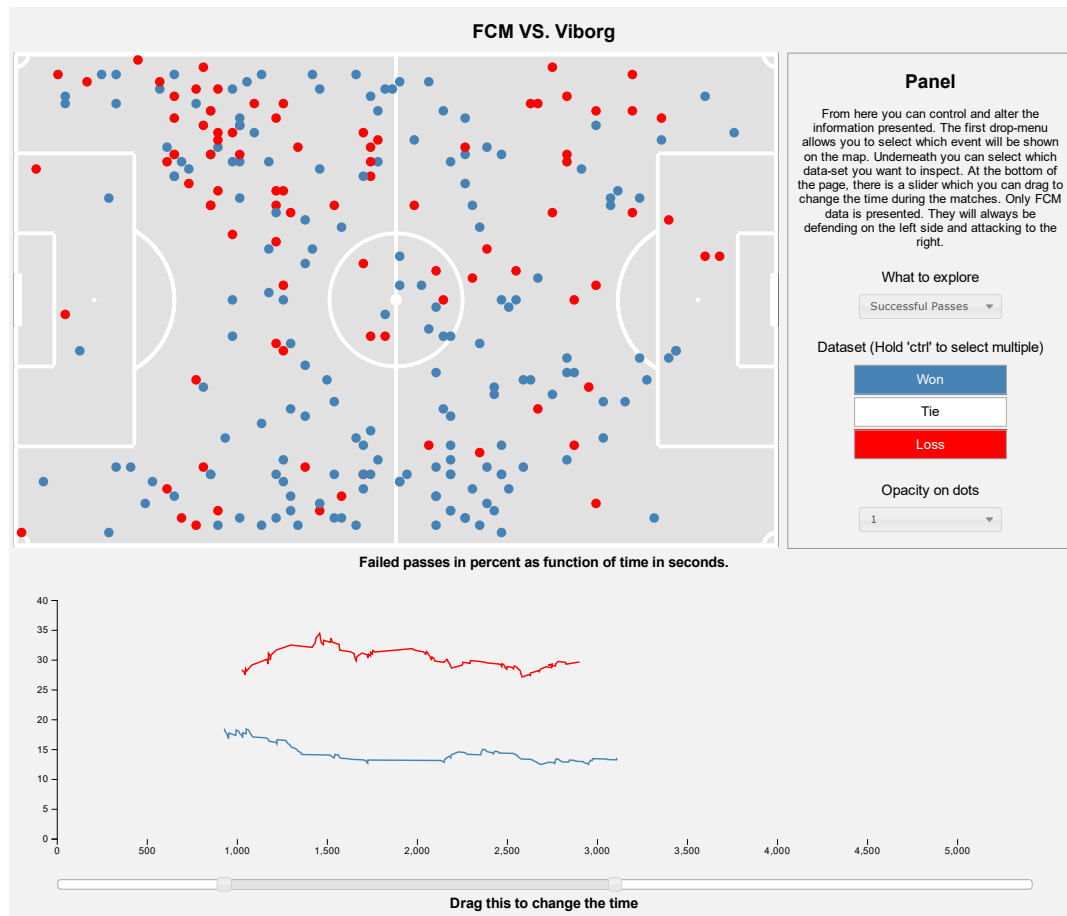 FCM VS. Viborg
Panel
From here you can control and alter the
information presented. The first drop-menu
allows you to select which event will be shown
on the map. Underneath you can select which
data-set you want to inspect. At the bottom of
the page, there is a slider which you can drag to
change the time during the matches. Only FCM
data is presented. They will always be
defending on the left side and attacking to the
right.
What to explore
Successful Passes
Dataset (Hold 'ctrl' to select multiple)
Won
Tie
Loss
Opacity on dots
1
Failed passes in percent as function of time in seconds.
40
35
30
25
20
15
10
5
0
0 500 1,000 1,500 2,000 2,500 3,000 3,500 4,000 4,500 5,000
Drag this to change the time